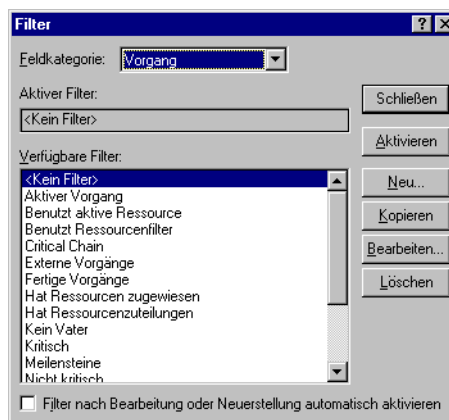 Filter
Feldkategorie: Vorgang
Aktiver Filter:
<Kein Filter>
Schließen
Aktivieren
Verfügbare Filter:
<Kein Filter>
Aktiver Vorgang
Benutzt aktive Ressource
Benutzt Ressourcenfilter
Critical Chain
Externe Vorgänge
Fertige Vorgänge
Hat Ressourcen zugewiesen
Hat Ressourcenzuteilungen
Kein Vater
Kritisch
Meilensteine
Nicht kritisch
Neu...
Kopieren
Bearbeiten...
Löschen
Filter nach Bearbeitung oder Neuerstellung automatisch aktivieren